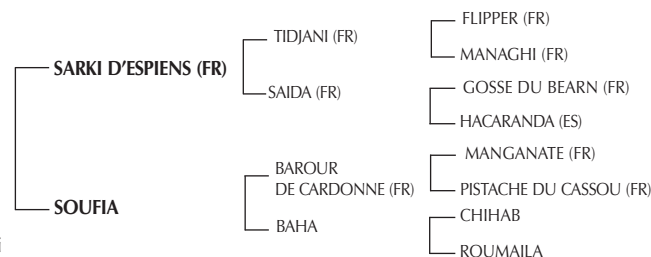 FLIPPER (FR)
TIDJANI (FR)
MANAGHI (FR)
SARKI D'ESPIENS (FR)
GOSSE DU BEARN (FR)
SAIDA (FR)
HACARANDA (ES)
MANGANATE (FR)
BAROUR
DE CARDONNE (FR)
PISTACHE DU CASSOU (FR)
SOUFIA
CHIHAB
BAHA
ROUMAILA
i